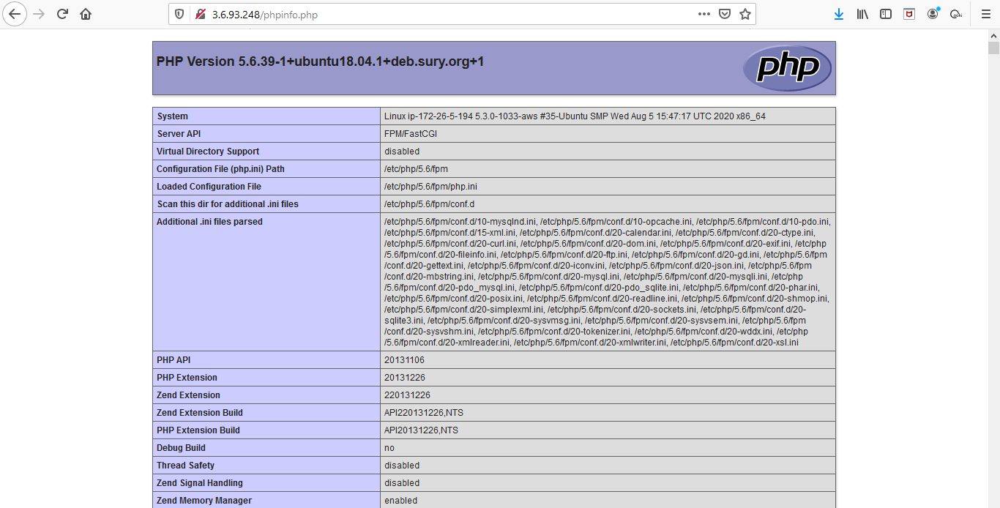 3.6.93.248/phpinfo.php
PHP Version 5.6.39-1+ubuntu18.04.1+deb.sury.org+1
php
System Linux ip-172-26-5-194 5.3.0-1033-aws #35-Ubuntu SMP Wed Aug 5 15:47:17 UTC 2020 x86_64
Server API FPM/FastCGI
Virtual Directory Support disabled
Configuration File (php.ini) Path /etc/php/5.6/fpm
Loaded Configuration File /etc/php/5.6/fpm/php.ini
Scan this dir for additional .ini files /etc/php/5.6/fpm/conf.d
Additional .ini files parsed /etc/php/5.6/fpm/conf.d/10-mysqlnd.ini, /etc/php/5.6/fpm/conf.d/10-opcache.ini, /etc/php/5.6/fpm/conf.d/10-pdo.ini,
/etc/php/5.6/fpm/conf.d/15-xml.ini, /etc/php/5.6/fpm/conf.d/20-calendar.ini, /etc/php/5.6/fpm/conf.d/20-ctype.ini,
/etc/php/5.6/fpm/conf.d/20-curl.ini, /etc/php/5.6/fpm/conf.d/20-dom.ini, /etc/php/5.6/fpm/conf.d/20-exif.ini, /etc/php
/5.6/fpm/conf.d/20-fileinfo.ini, /etc/php/5.6/fpm/conf.d/20-ftp.ini, /etc/php/5.6/fpm/conf.d/20-gd.ini, /etc/php/5.6/fpm
/conf.d/20-gettext.ini, /etc/php/5.6/fpm/conf.d/20-iconv.ini, /etc/php/5.6/fpm/conf.d/20-json.ini, /etc/php/5.6/fpm
/conf.d/20-mbstring.ini, /etc/php/5.6/fpm/conf.d/20-mysql.ini, /etc/php/5.6/fpm/conf.d/20-mysqli.ini, /etc/php
/5.6/fpm/conf.d/20-pdo_mysql.ini, /etc/php/5.6/fpm/conf.d/20-pdo_sqlite.ini, /etc/php/5.6/fpm/conf.d/20-phar.ini,
/etc/php/5.6/fpm/conf.d/20-posix.ini, /etc/php/5.6/fpm/conf.d/20-readline.ini, /etc/php/5.6/fpm/conf.d/20-shmop.ini,
/etc/php/5.6/fpm/conf.d/20-simplexml.ini, /etc/php/5.6/fpm/conf.d/20-sockets.ini, /etc/php/5.6/fpm/conf.d/20-
sqlite3.ini, /etc/php/5.6/fpm/conf.d/20-sysvmsg.ini, /etc/php/5.6/fpm/conf.d/20-sysvsem.ini, /etc/php/5.6/fpm
/conf.d/20-sysvshm.ini, /etc/php/5.6/fpm/conf.d/20-tokenizer.ini, /etc/php/5.6/fpm/conf.d/20-wddx.ini, /etc/php
/5.6/fpm/conf.d/20-xmlreader.ini, /etc/php/5.6/fpm/conf.d/20-xmlwriter.ini, /etc/php/5.6/fpm/conf.d/20-xsl.ini
PHP API 20131106
PHP Extension 20131226
Zend Extension 220131226
Zend Extension Build API220131226,NTS
PHP Extension Build API20131226,NTS
Debug Build no
Thread Safety disabled
Zend Signal Handling disabled
Zend Memory Manager enabled